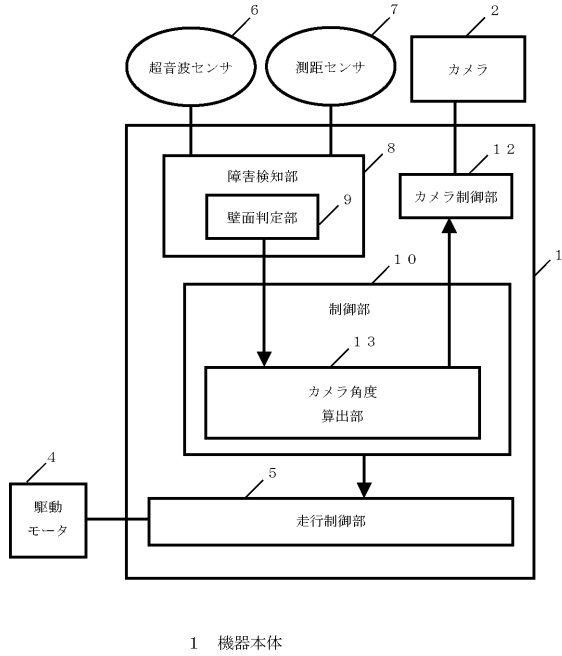 ６
７
２
超音波センサ
測距センサ
カメラ
８
１２
障害検知部
カメラ制御部
９
壁面判定部
１
１０
制御部
１３
カメラ角度
算出部
４
５
駆動
モータ
走行制御部
１　機器本体